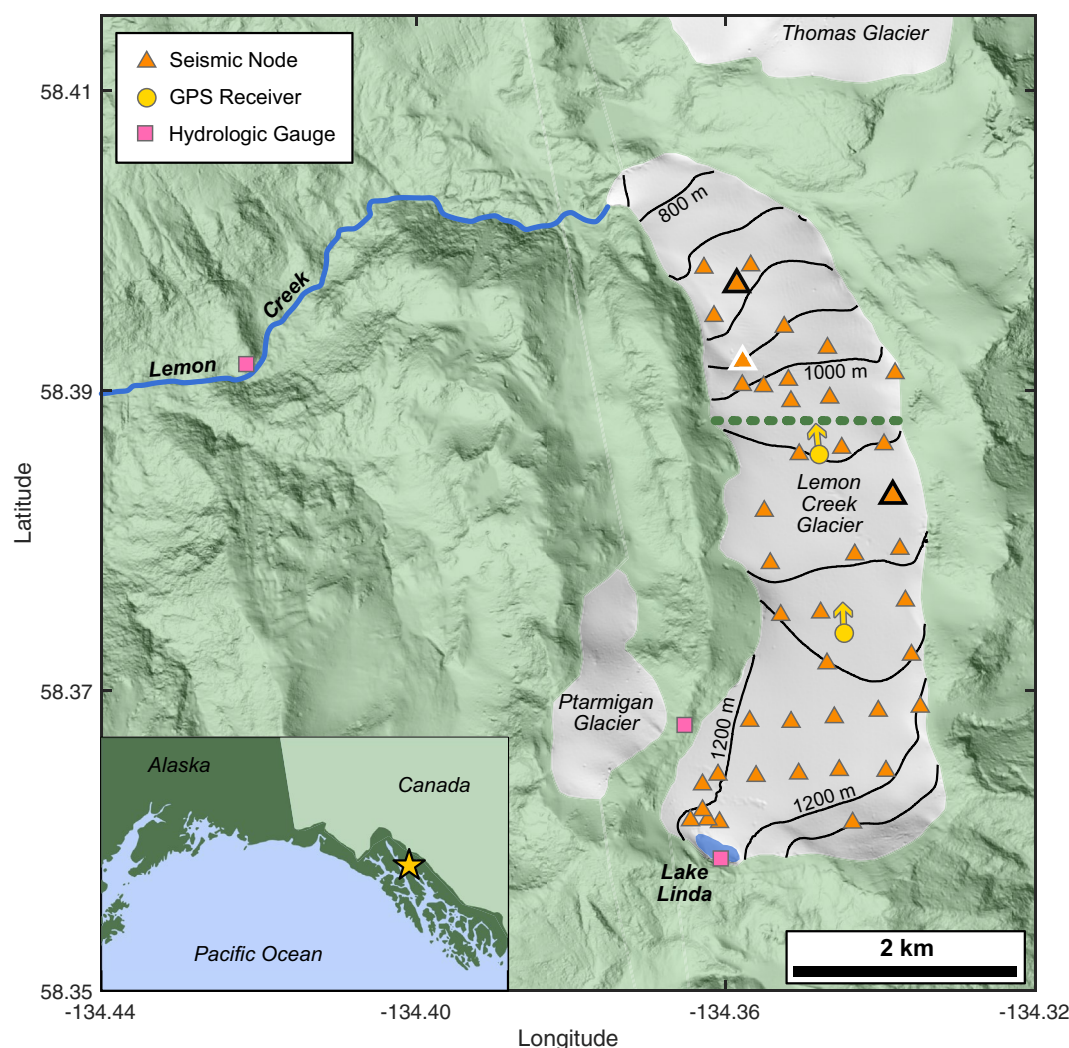 Thomas Glacier
Seismic Node
GPS Receiver
Hydrologic Gauge
58.41
58.39
58.37
58.35
Latitude
800 m
Lemon Creek
1000 m
Lemon
Creek
Glacier
Ptarmigan
Glacier
1200 m
1200 m
Lake
Linda
Alaska
Canada
Pacific Ocean
2 km
-134.44
-134.40
-134.36
-134.32
Longitude